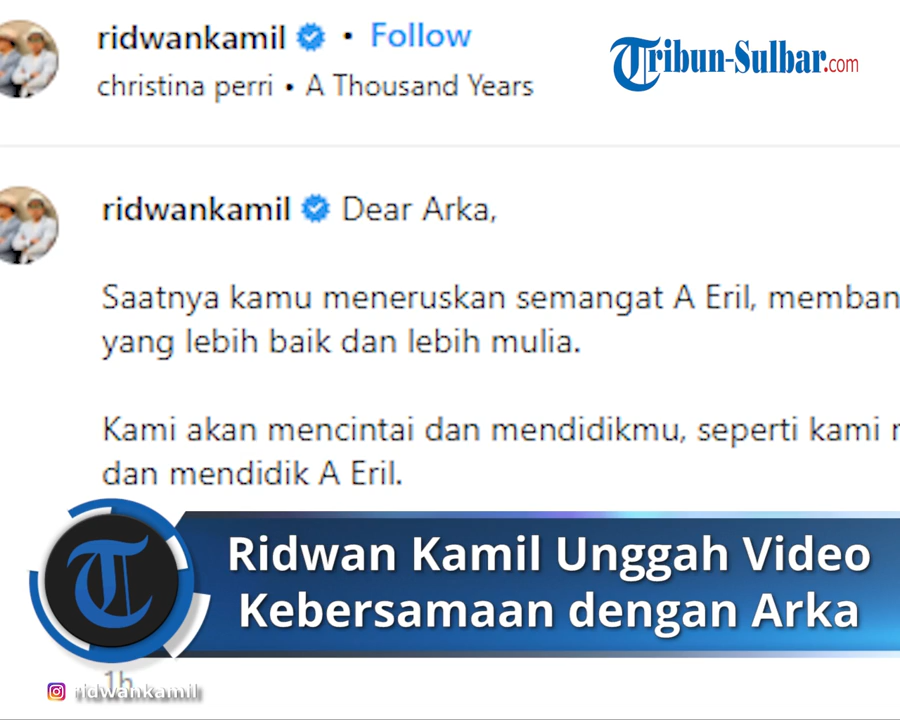 ridwankamil • Follow
christina perri • A Thousand Years
Tribun-Sulbar.com
ridwankamil Dear Arka,
Saatnya kamu meneruskan semangat A Eril, memban
yang lebih baik dan lebih mulia.
Kami akan mencintai dan mendidikmu, seperti kami
dan mendidik A Eril.
Ridwan Kamil Unggah Video
Kebersamaan dengan Arka
1h
ridwankamil